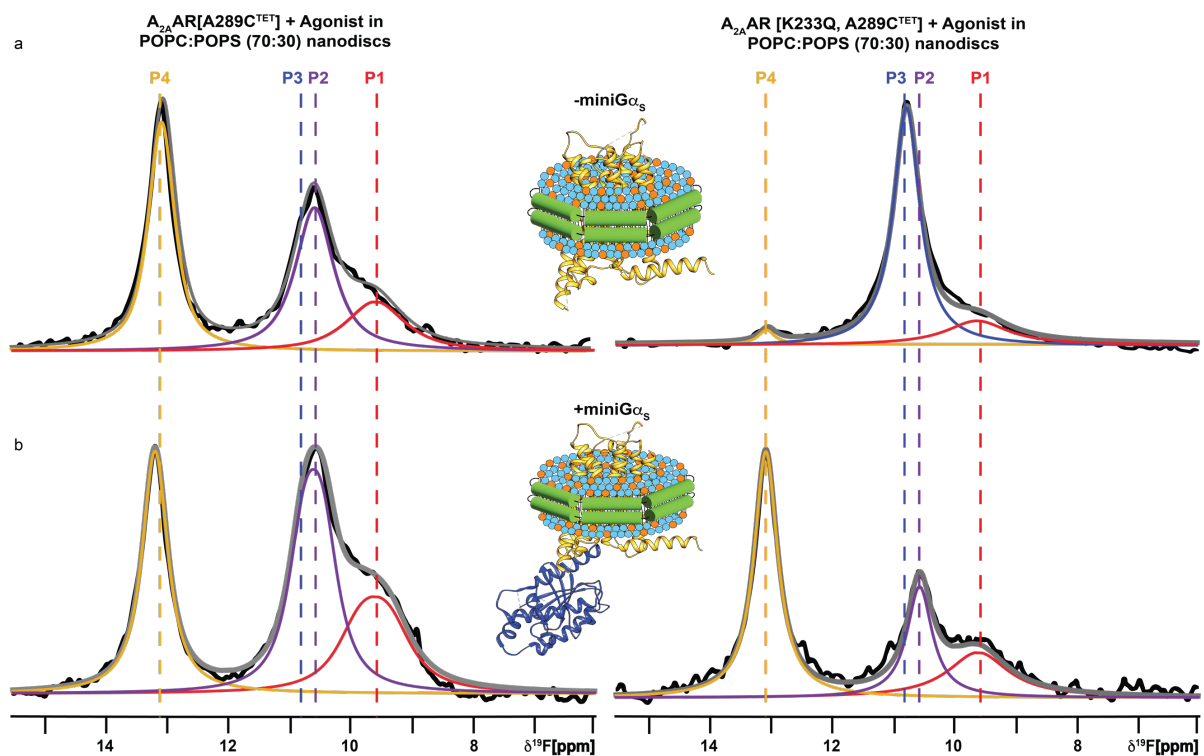 A2AAR[A289CTET] + Agonist in
POPC:POPS (70:30) nanodiscs
A2AAR [K233Q, A289CTET] + Agonist in
POPC:POPS (70:30) nanodiscs
a
P4 P3 P2 P1
P4 P3 P2 P1
-miniGαs
b
+miniGαs
14 12 10 8 δ19F[ppm]
14 12 10 8 δ19F[ppm]